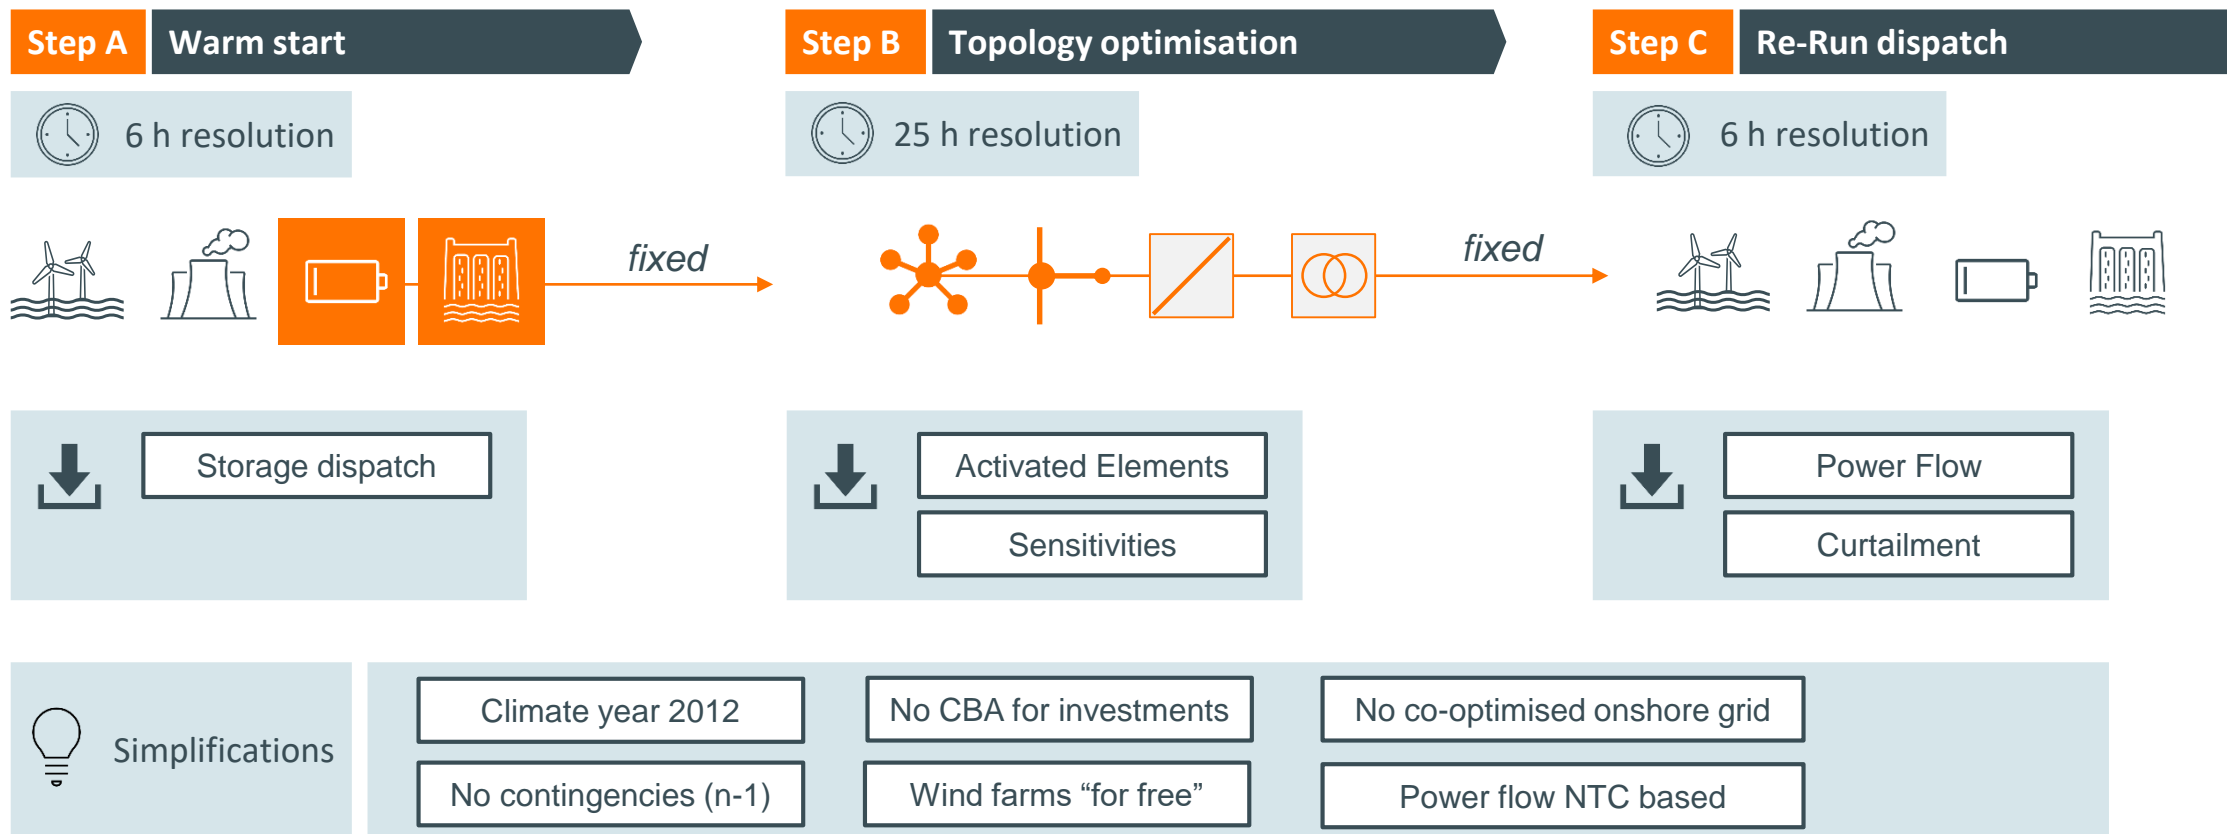 Step A
Warm start
Step B
Topology optimisation
Step C
Re-Run dispatch
6 h resolution
25 h resolution
6 h resolution
fixed
fixed
Storage dispatch
Activated Elements
Sensitivities
Power Flow
Curtailment
Simplifications
Climate year 2012
No CBA for investments
No co-optimised onshore grid
No contingencies (n-1)
Wind farms “for free”
Power flow NTC based